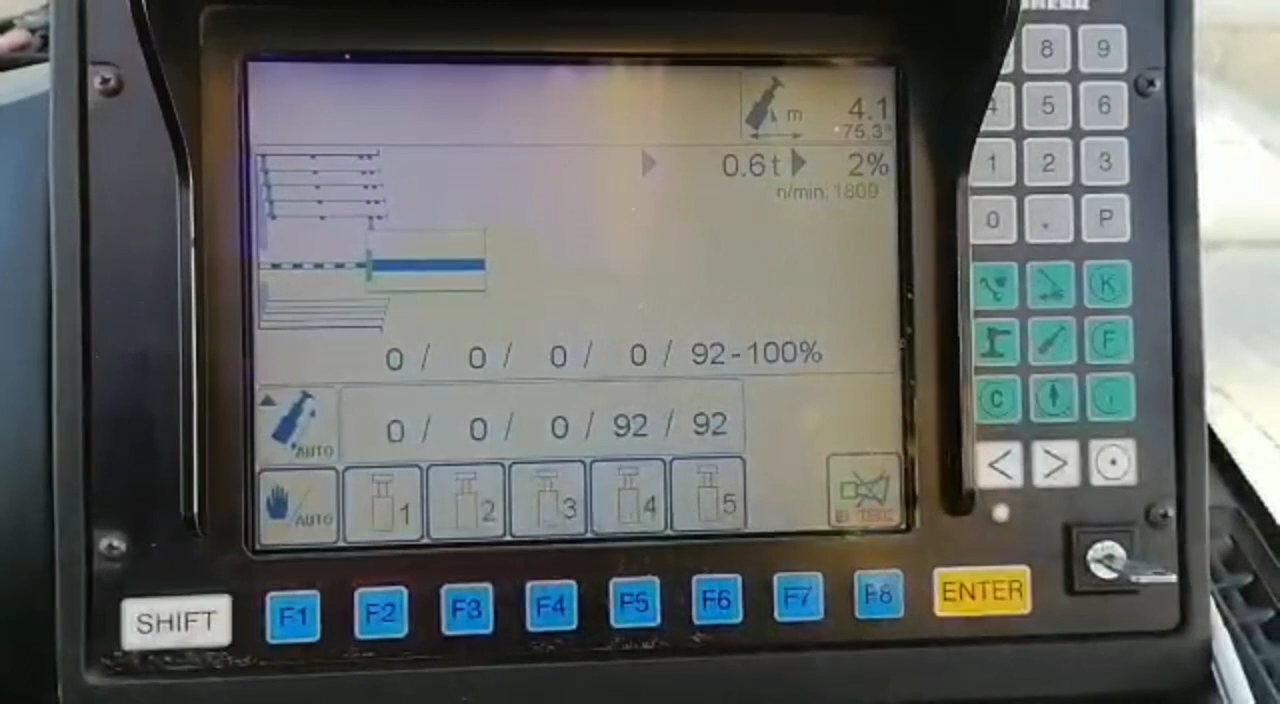 8 9
m 4.1
75.3°
4 5 6
0.6t 2%
n/min: 1809
1 2 3
0 . P
K
0 / 0 / 0 / 0 / 92-100%
F
C
AUTO 0 / 0 / 0 / 92 / 92
< >
/AUTO 1 2 3 4 5
SHIFT F1 F2 F3 F4 F5 F6 F7 F8 ENTER